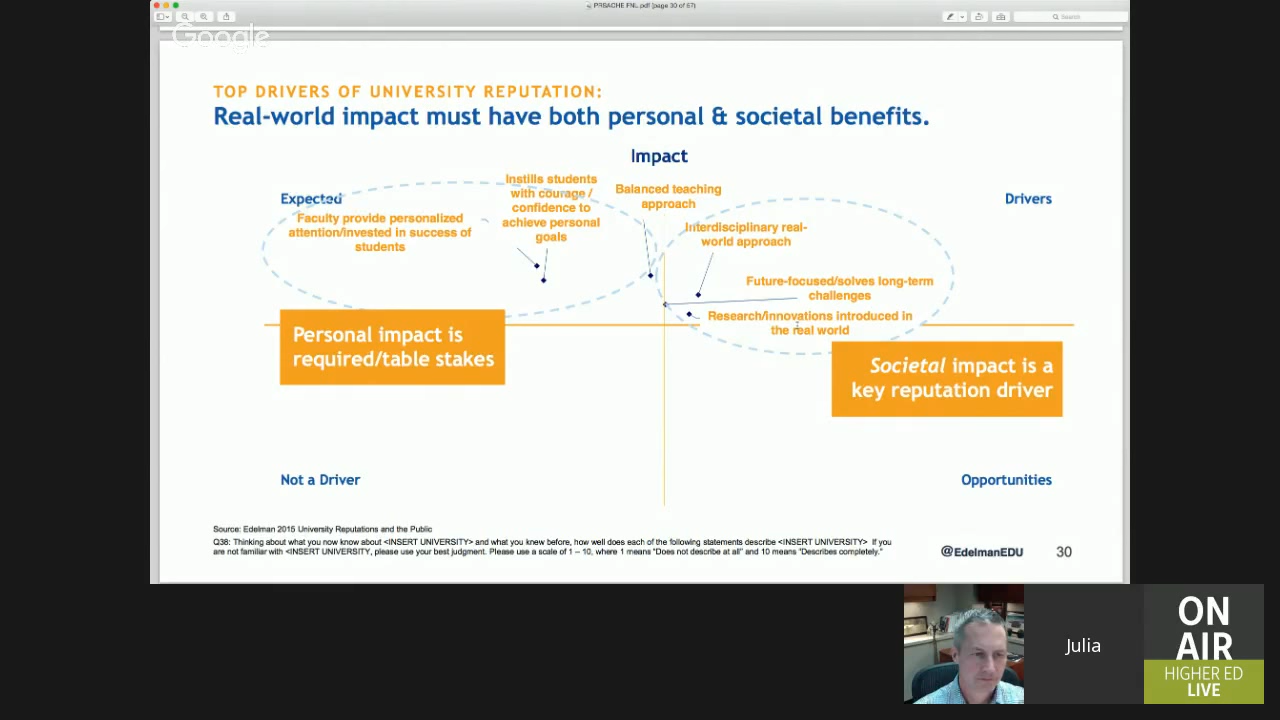 PRSACHE FNL.pdf (page 30 of 57)
Search
Google
TOP DRIVERS OF UNIVERSITY REPUTATION:
Real-world impact must have both personal & societal benefits.
Impact
Expected
Drivers
Faculty provide personalized
attention/invested in success of
students
Instills students
with courage /
confidence to
achieve personal
goals
Balanced teaching
approach
Interdisciplinary real-
world approach
Future-focused/solves long-term
challenges
Research/innovations introduced in
the real world
Personal impact is
required/table stakes
Societal impact is a
key reputation driver
Not a Driver
Opportunities
Source: Edelman 2015 University Reputations and the Public
Q38: Thinking about what you now know about <INSERT UNIVERSITY> and what you knew before, how well does each of the following statements describe <INSERT UNIVERSITY> If you
are not familiar with <INSERT UNIVERSITY, please use your best judgment. Please use a scale of 1 – 10, where 1 means "Does not describe at all" and 10 means "Describes completely."
@EdelmanEDU
30
Julia
ON
AIR
HIGHER ED
LIVE